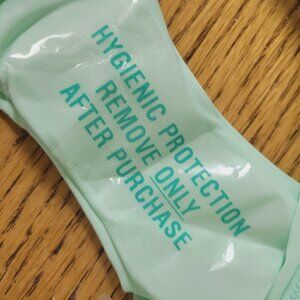 HYGIENIC PROTECTION
REMOVE ONLY
AFTER PURCHASE